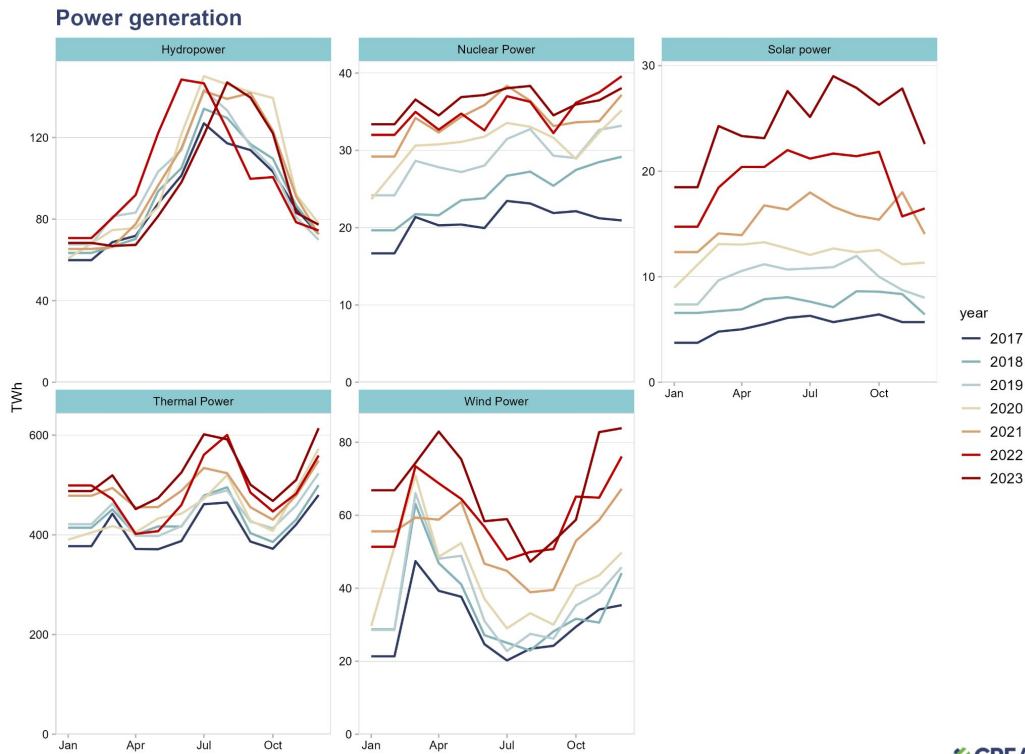 Power generation
Hydropower
Nuclear Power
Solar power
120
80
40
0
40
30
20
10
0
30
20
10
0
Jan Apr Jul Oct
TWh
Thermal Power
Wind Power
600
400
200
0
80
60
40
20
0
Jan Apr Jul Oct
Jan Apr Jul Oct
year
2017
2018
2019
2020
2021
2022
2023